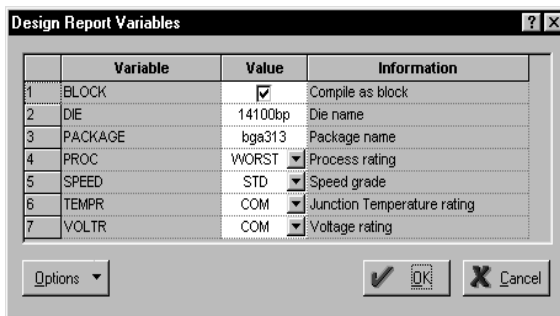 Design Report Variables
Variable Value Information
1 BLOCK Compile as block
2 DIE 14100bp Die name
3 PACKAGE bga313 Package name
4 PROC WORST Process rating
5 SPEED STD Speed grade
6 TEMPR COM Junction Temperature rating
7 VOLTR COM Voltage rating
Options OK Cancel